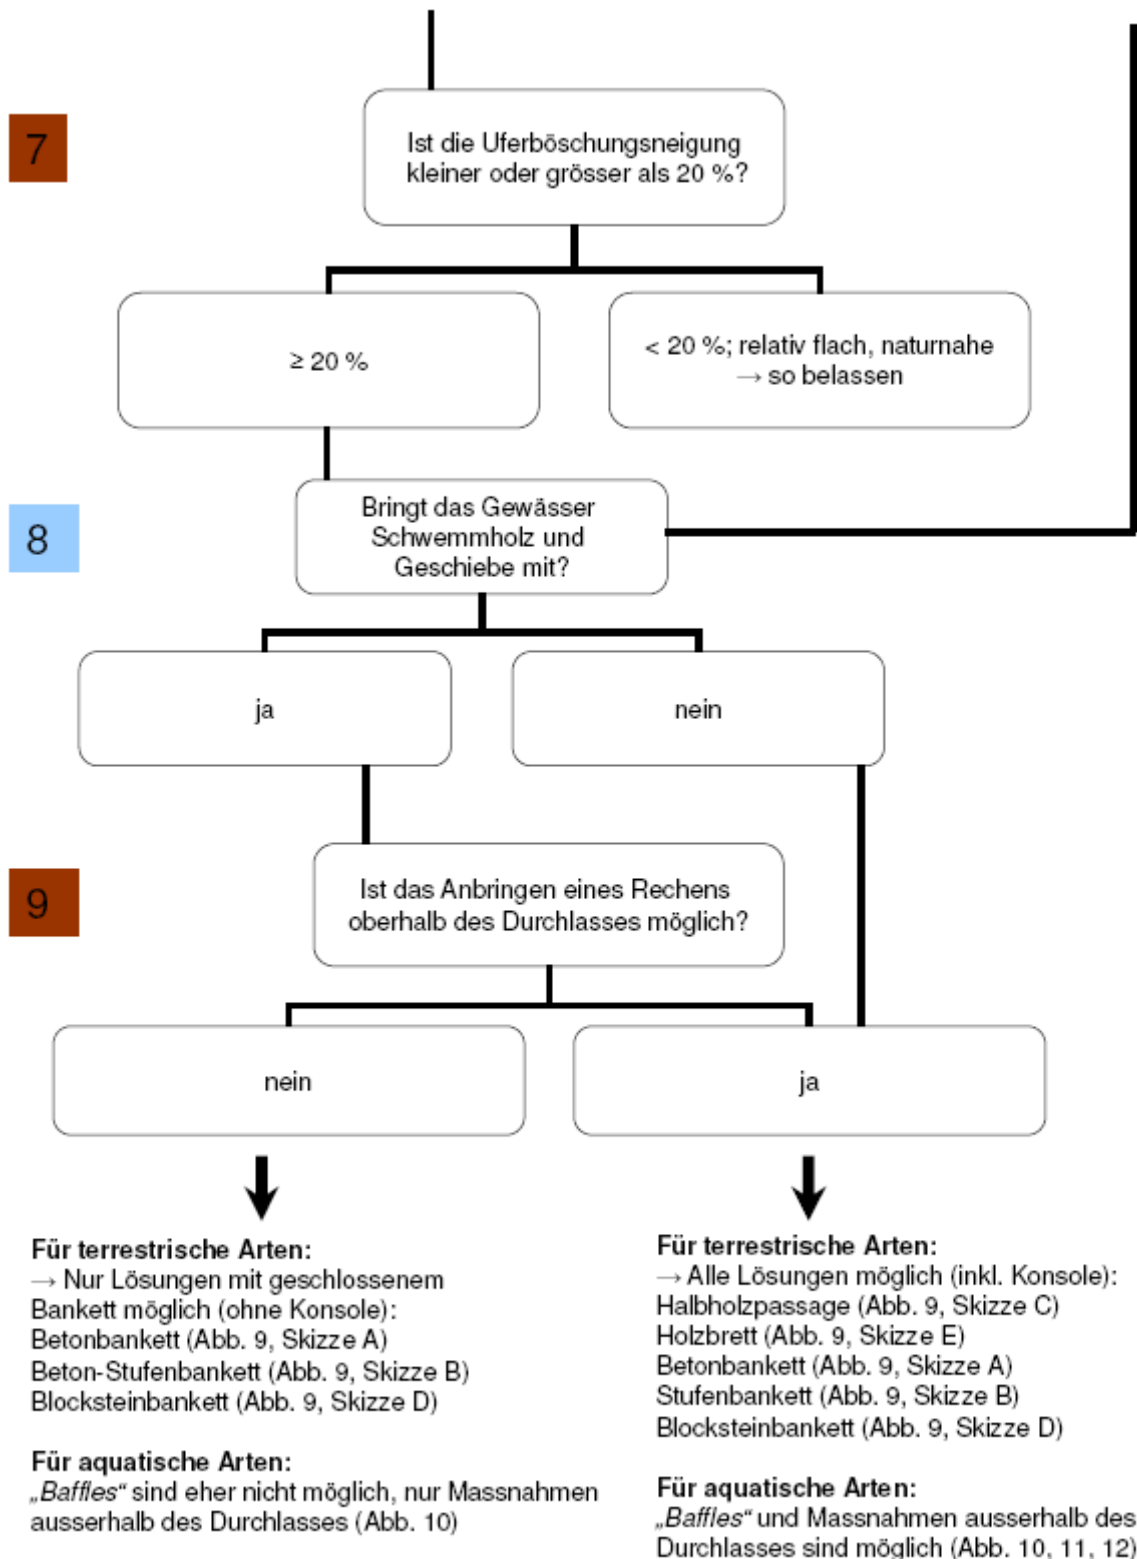 7
Ist die Uferböschungsneigung
kleiner oder grösser als 20 %?
≥ 20 %
< 20 %; relativ flach, naturnahe
→ so belassen
8
Bringt das Gewässer
Schwemmholz und
Geschiebe mit?
ja
nein
9
Ist das Anbringen eines Rechens
oberhalb des Durchlasses möglich?
nein
ja
Für terrestrische Arten:
→ Nur Lösungen mit geschlossenem
Bankett möglich (ohne Konsole):
Betonbankett (Abb. 9, Skizze A)
Beton-Stufenbankett (Abb. 9, Skizze B)
Blocksteinbankett (Abb. 9, Skizze D)
Für aquatische Arten:
„Baffles“ sind eher nicht möglich, nur Massnahmen
ausserhalb des Durchlasses (Abb. 10)
Für terrestrische Arten:
→ Alle Lösungen möglich (inkl. Konsole):
Halbholzpassage (Abb. 9, Skizze C)
Holzbrett (Abb. 9, Skizze E)
Betonbankett (Abb. 9, Skizze A)
Stufenbankett (Abb. 9, Skizze B)
Blocksteinbankett (Abb. 9, Skizze D)
Für aquatische Arten:
„Baffles“ und Massnahmen ausserhalb des
Durchlasses sind möglich (Abb. 10, 11, 12)